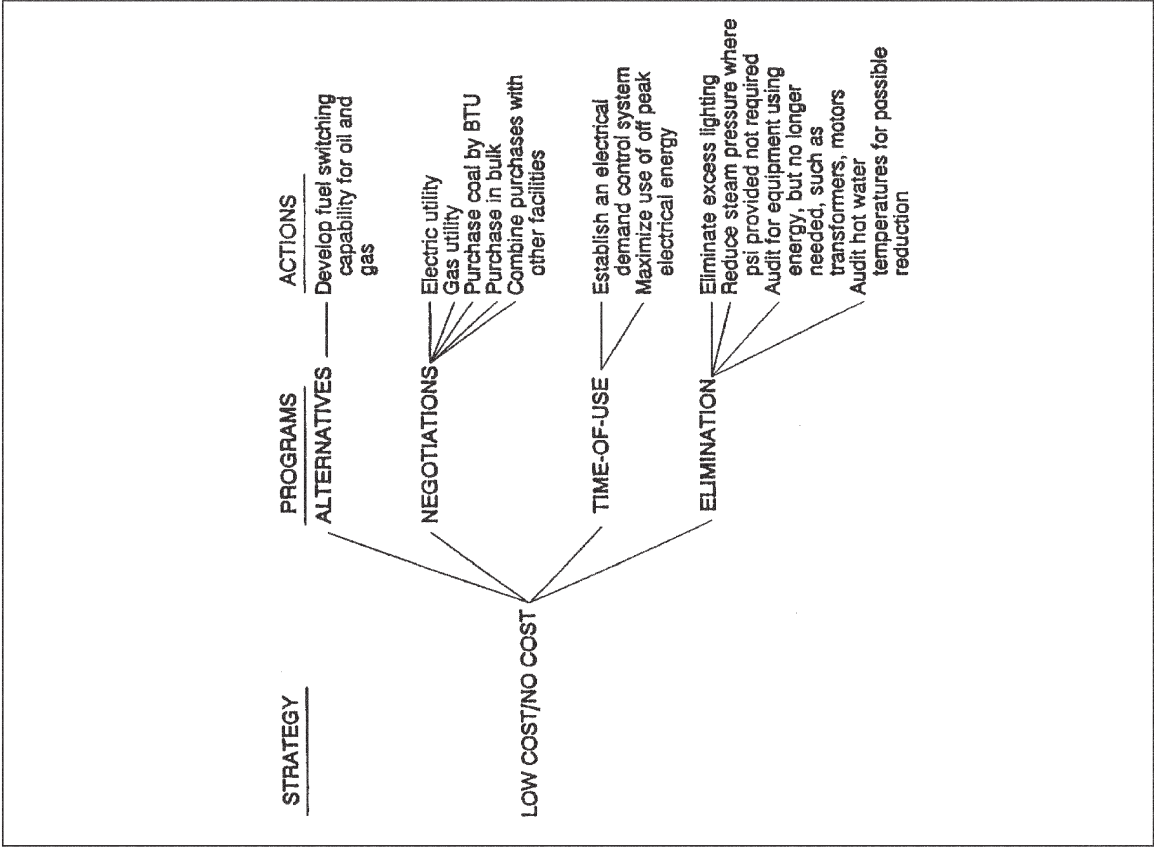 STRATEGY
PROGRAMS
ACTIONS
LOW COST/NO COST
ALTERNATIVES
Develop fuel switching
capability for oil and
gas
NEGOTIATIONS
Electric utility
Gas utility
Purchase coal by BTU
Purchase in bulk
Combine purchases with
other facilities
TIME-OF-USE
Establish an electrical
demand control system
Maximize use of off peak
electrical energy
ELIMINATION
Eliminate excess lighting
Reduce steam pressure where
psi provided not required
Audit for equipment using
energy, but no longer
needed, such as
transformers, motors
Audit hot water
temperatures for possible
reduction